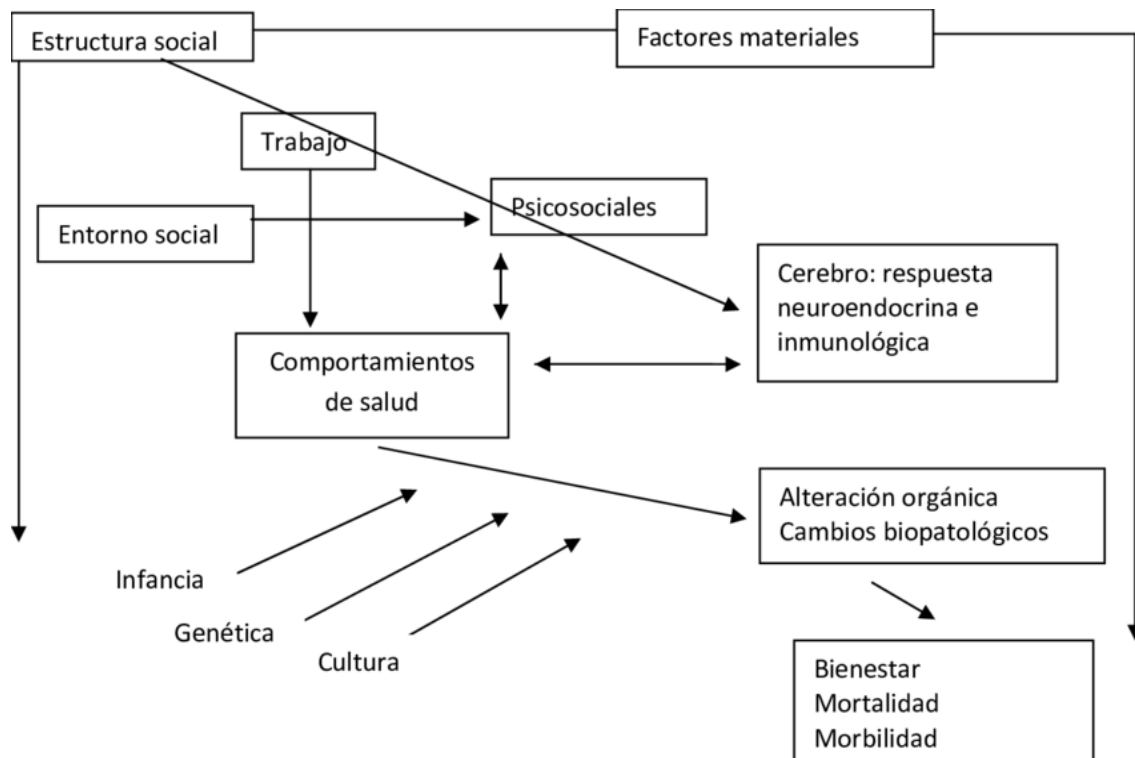 Estructura social
Factores materiales
Trabajo
Psicosociales
Entorno social
Cerebro: respuesta
neuroendocrina e
inmunológica
Comportamientos
de salud
Alteración orgánica
Cambios biopatológicos
Infancia
Genética
Cultura
Bienestar
Mortalidad
Morbilidad